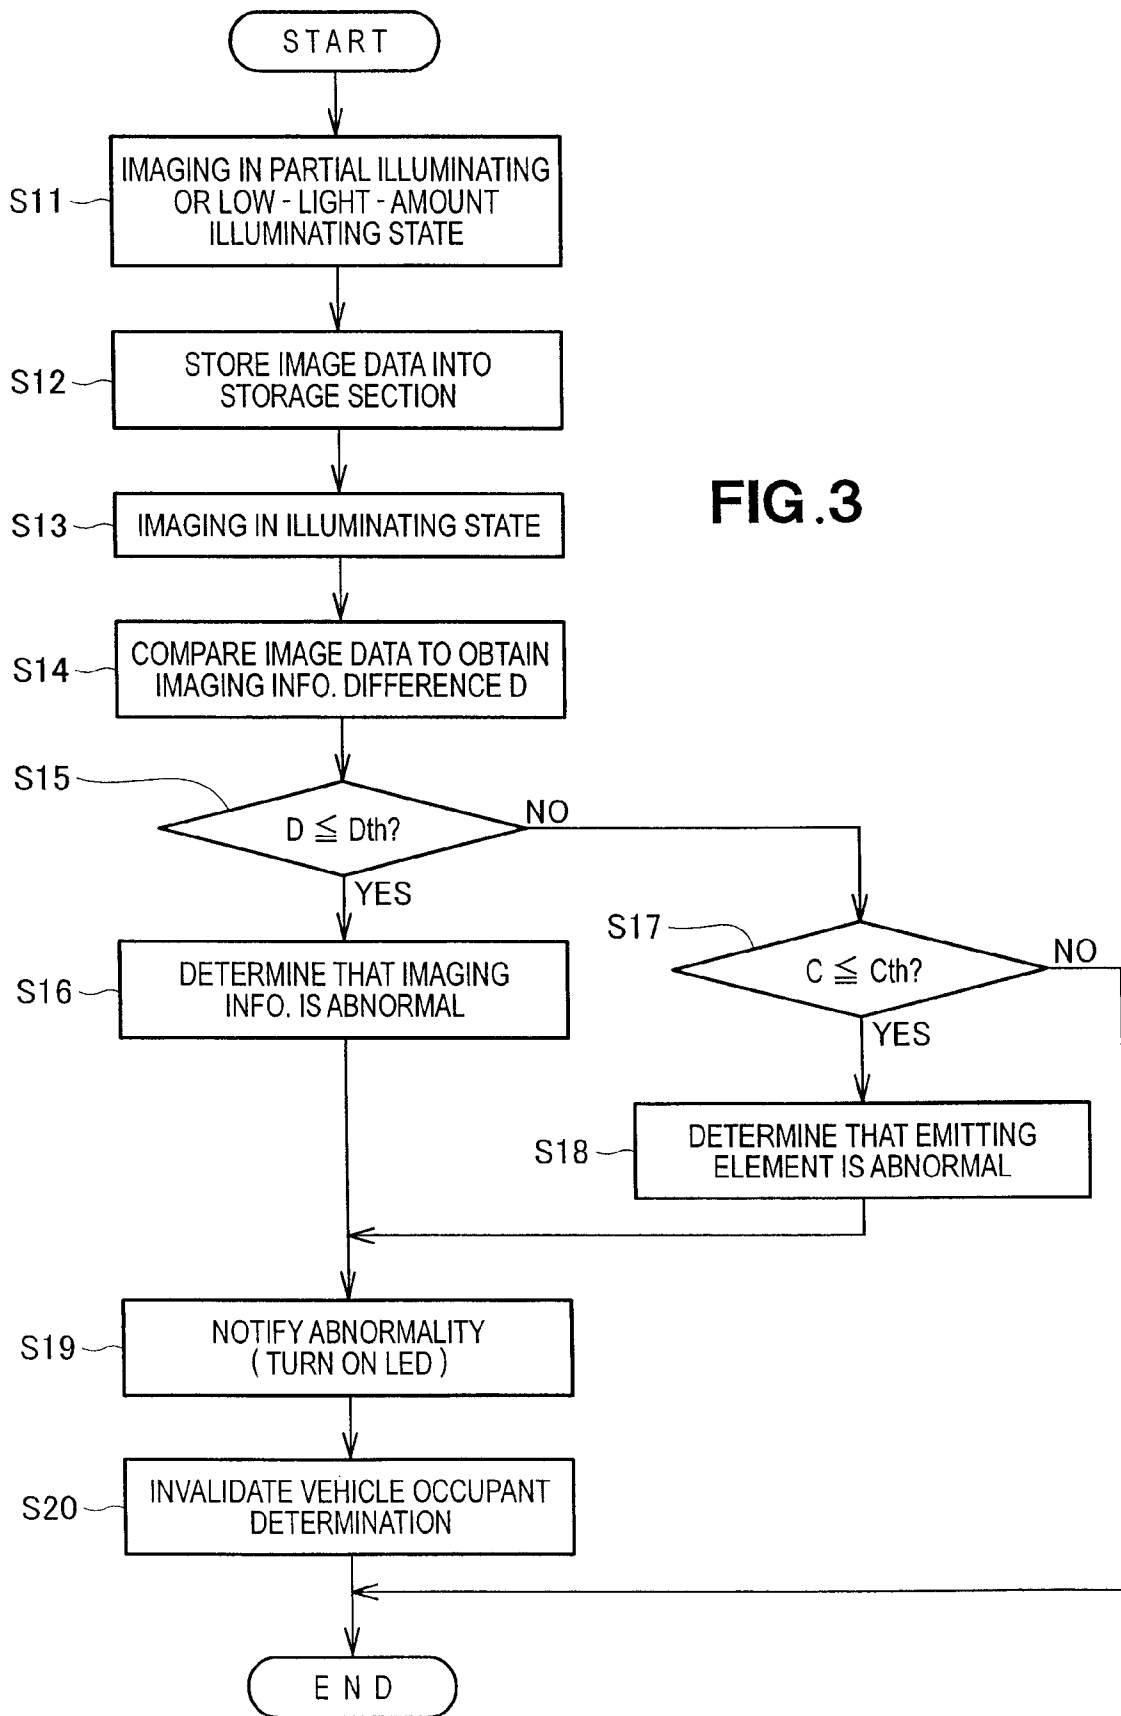 START
S11
IMAGING IN PARTIAL ILLUMINATING
OR LOW - LIGHT - AMOUNT
ILLUMINATING STATE
S12
STORE IMAGE DATA INTO
STORAGE SECTION
FIG.3
S13
IMAGING IN ILLUMINATING STATE
S14
COMPARE IMAGE DATA TO OBTAIN
IMAGING INFO. DIFFERENCE D
S15
D ≦ Dth?
NO
YES
S16
DETERMINE THAT IMAGING
INFO. IS ABNORMAL
S17
C ≦ Cth?
NO
YES
S18
DETERMINE THAT EMITTING
ELEMENT IS ABNORMAL
S19
NOTIFY ABNORMALITY
( TURN ON LED )
S20
INVALIDATE VEHICLE OCCUPANT
DETERMINATION
END